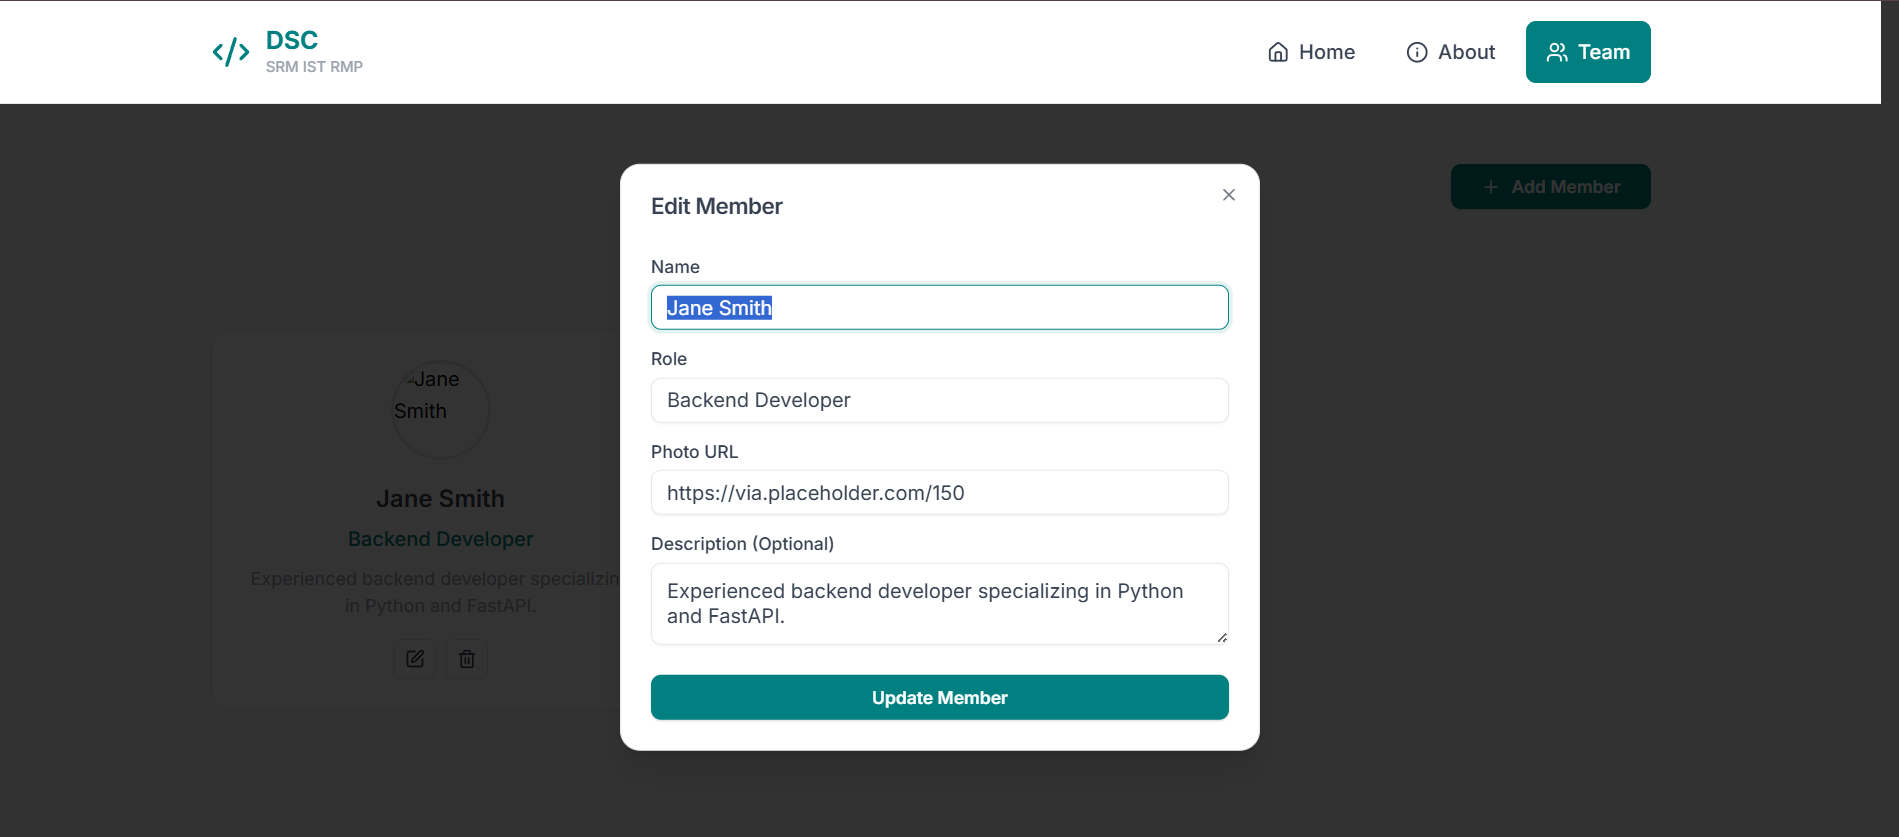 DSC
SRM IST RMP
Home
About
Team
Add Member
Edit Member
Name
Jane Smith
Role
Backend Developer
Photo URL
https://via.placeholder.com/150
Description (Optional)
Experienced backend developer specializing in Python
and FastAPI.
Update Member
Jane
Smith
Jane Smith
Backend Developer
Experienced backend developer specializin
in Python and FastAPI.